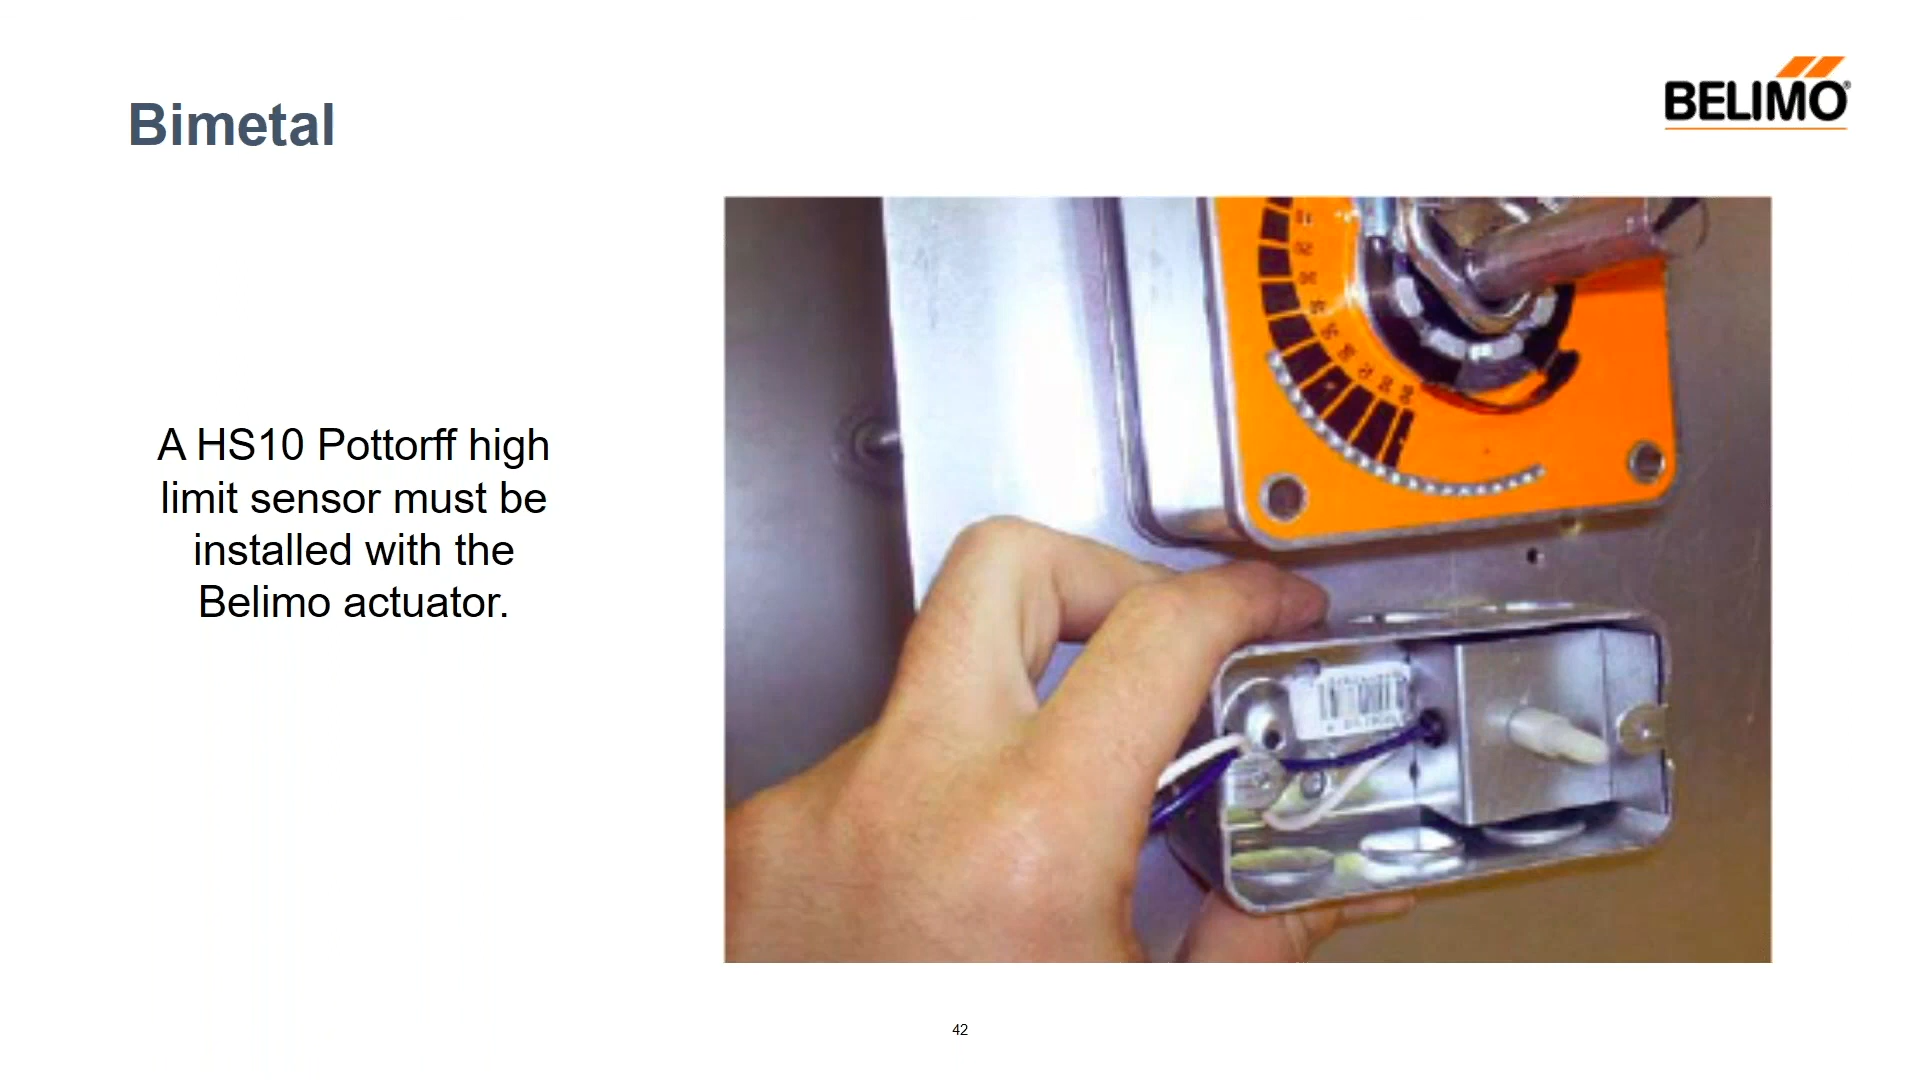 Bimetal
BELIMO®
A HS10 Pottorff high
limit sensor must be
installed with the
Belimo actuator.
42